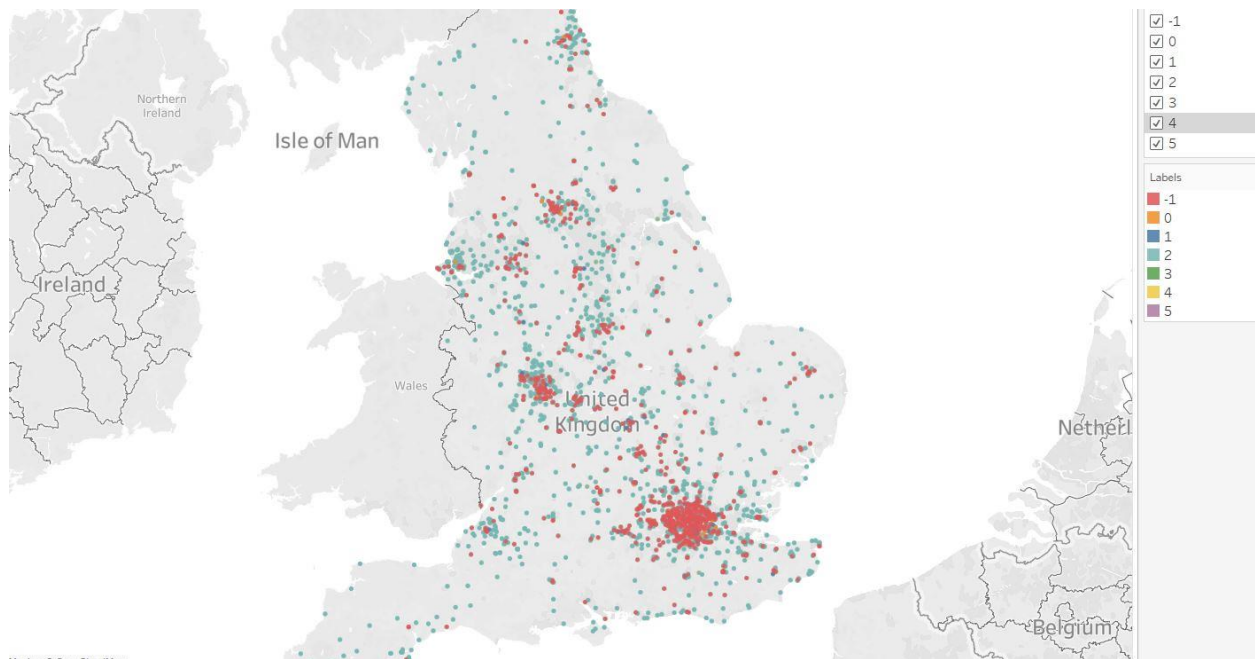 Northern
Ireland
Isle of Man
Ireland
Wales
United
Kingdom
Netherl
Belgium
-1
0
1
2
3
4
5
Labels
-1
0
1
2
3
4
5